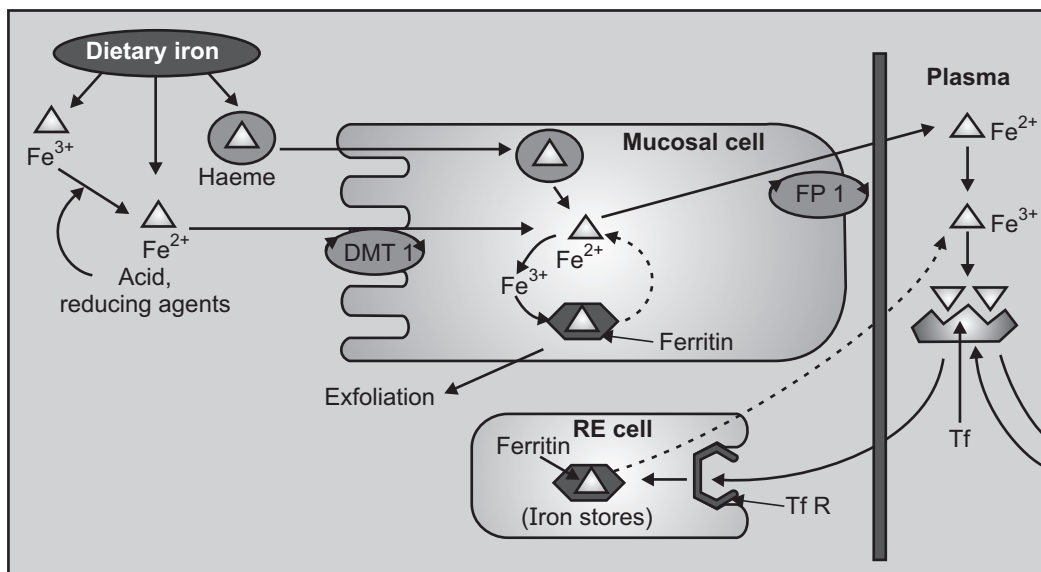 Dietary iron
Plasma
Fe²⁺
Mucosal cell
Fe³⁺
Haeme
FP 1
Fe³⁺
Fe²⁺
DMT 1
Fe²⁺
Fe³⁺
Acid,
reducing agents
Ferritin
Exfoliation
RE cell
Tf
Ferritin
(Iron stores)
Tf R